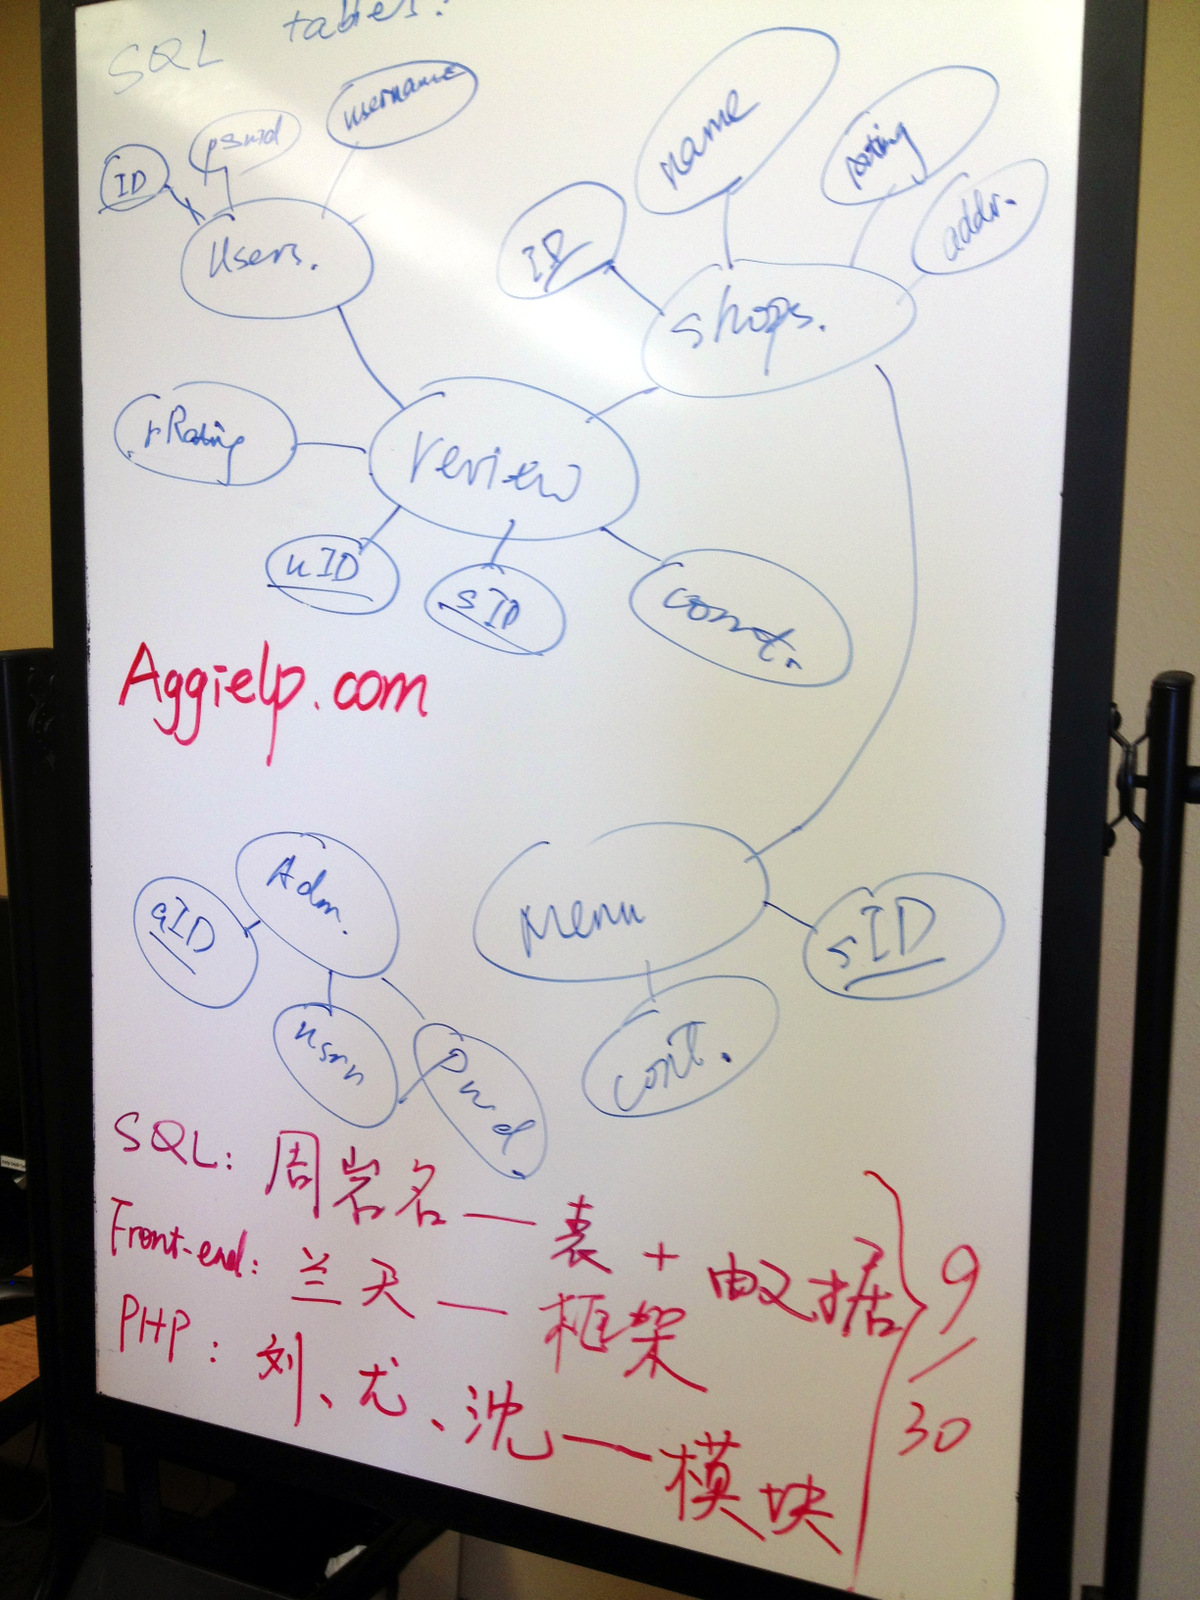 SQL tables:
ID
pswd
username
Users.
ID
name
rating
addr.
shops.
rRating
review
uID
sID
Aggielp.com
Adm.
aID
usrn
Pwd
Menu
sID
cont.
SQL: 周岩名 — 表 + 数据
Front-end: 兰天 — 框架
PHP: 刘、尤、沈 — 模块
9/30